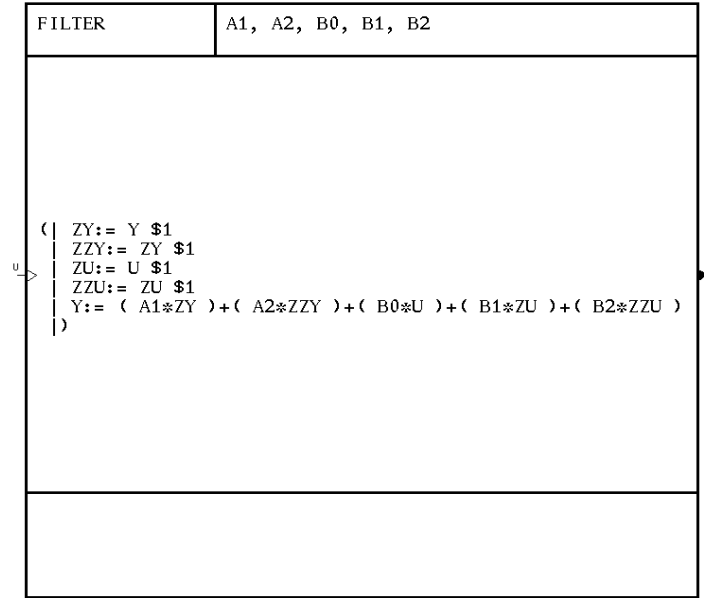 FILTER
A1, A2, B0, B1, B2
(| ZY:= Y $1
| ZZY:= ZY $1
U
| ZU:= U $1
| ZZU:= ZU $1
| Y:= ( A1*ZY )+( A2*ZZY )+( B0*U )+( B1*ZU )+( B2*ZZU )
|)